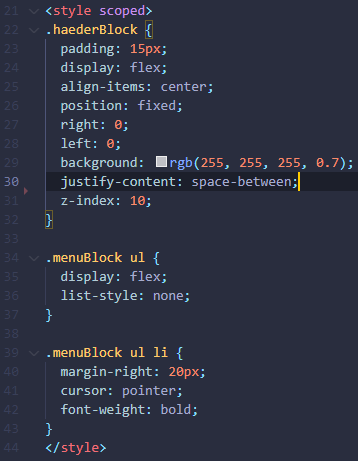 21 <style scoped>
22 .haederBlock {
23 padding: 15px;
24 display: flex;
25 align-items: center;
26 position: fixed;
27 right: 0;
28 left: 0;
29 background: rgb(255, 255, 255, 0.7);
30 justify-content: space-between;
31 z-index: 10;
32 }
33
34 .menuBlock ul {
35 display: flex;
36 list-style: none;
37 }
38
39 .menuBlock ul li {
40 margin-right: 20px;
41 cursor: pointer;
42 font-weight: bold;
43 }
44 </style>